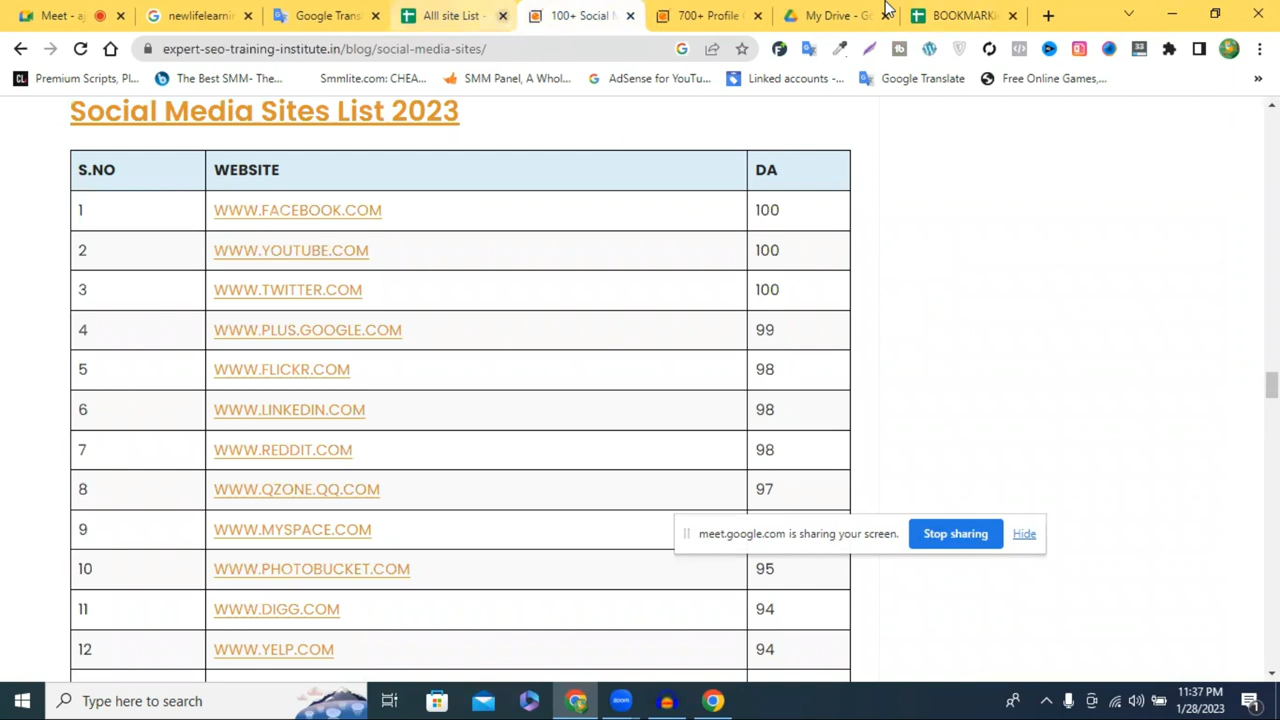 Meet - aj
newlifelearnin
Google Trans
Alll site List -
100+ Social M
700+ Profile C
My Drive - Go
BOOKMARKi
expert-seo-training-institute.in/blog/social-media-sites/
Premium Scripts, Pl...
The Best SMM- The...
Smmlite.com: CHEA...
SMM Panel, A Whol...
AdSense for YouTu...
Linked accounts -...
Google Translate
Free Online Games,...
»
Social Media Sites List 2023
S.NO WEBSITE DA
1 WWW.FACEBOOK.COM 100
2 WWW.YOUTUBE.COM 100
3 WWW.TWITTER.COM 100
4 WWW.PLUS.GOOGLE.COM 99
5 WWW.FLICKR.COM 98
6 WWW.LINKEDIN.COM 98
7 WWW.REDDIT.COM 98
8 WWW.QZONE.QQ.COM 97
9 WWW.MYSPACE.COM
meet.google.com is sharing your screen. Stop sharing Hide
10 WWW.PHOTOBUCKET.COM 95
11 WWW.DIGG.COM 94
12 WWW.YELP.COM 94
Type here to search
zoom
11:37 PM
1/28/2023